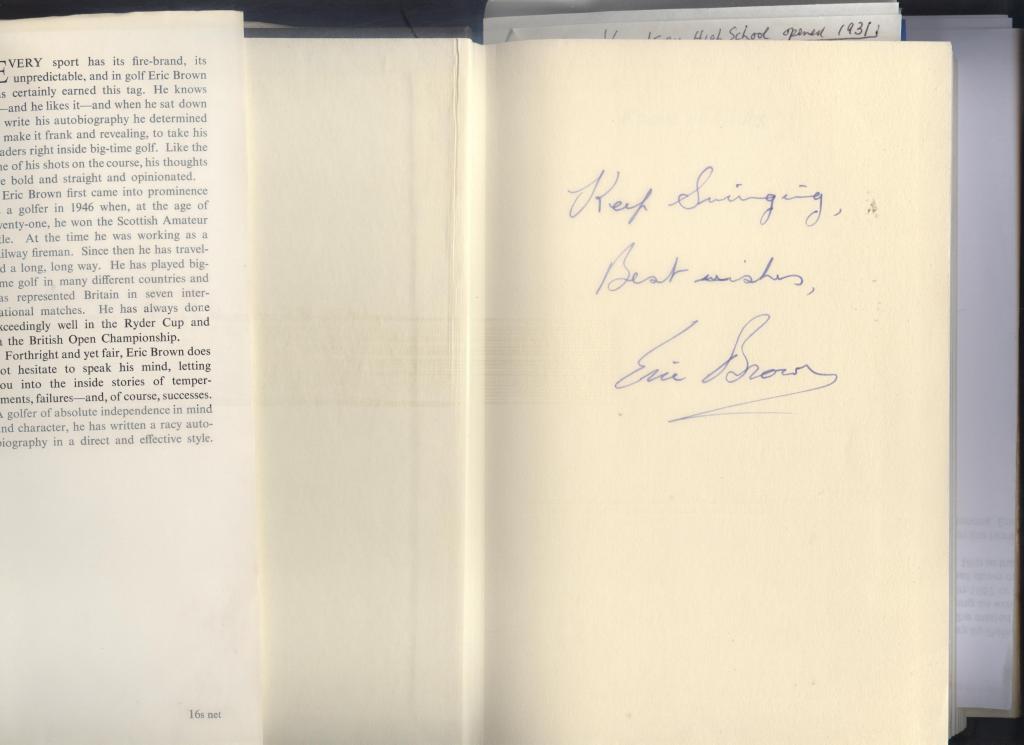 EVERY sport has its fire-brand, its
unpredictable, and in golf Eric Brown
s certainly earned this tag. He knows
—and he likes it—and when he sat down
write his autobiography he determined
make it frank and revealing, to take his
aders right inside big-time golf. Like the
ne of his shots on the course, his thoughts
e bold and straight and opinionated.
Eric Brown first came into prominence
a golfer in 1946 when, at the age of
venty-one, he won the Scottish Amateur
tle. At the time he was working as a
ilway fireman. Since then he has travel-
d a long, long way. He has played big-
me golf in many different countries and
as represented Britain in seven inter-
ational matches. He has always done
xceedingly well in the Ryder Cup and
n the British Open Championship.
Forthright and yet fair, Eric Brown does
ot hesitate to speak his mind, letting
ou into the inside stories of temper-
ments, failures—and, of course, successes.
A golfer of absolute independence in mind
nd character, he has written a racy auto-
biography in a direct and effective style.
16s net
High School opened 1931
Keep Swinging,
Best wishes,
Eric Brown